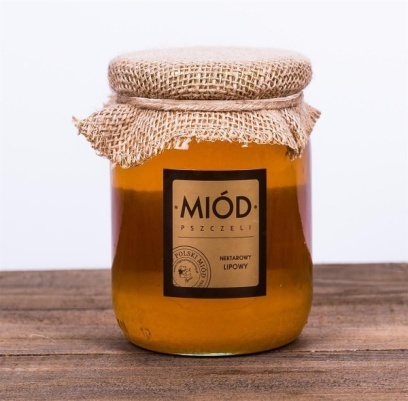 • MIÓD •
PSZCZELI
POLSKI MIÓD
NEKTAROWY
LIPOWY